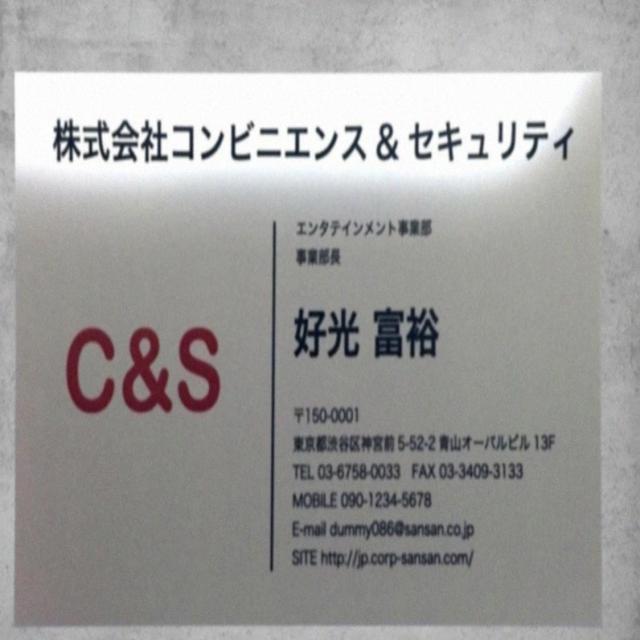 株式会社コンビニエンス & セキュリティ
エンタテインメント事業部
事業部長
好光 富裕
C&S
〒150-0001
東京都渋谷区神宮前 5-52-2 青山オーバルビル 13F
TEL 03-6758-0033 FAX 03-3409-3133
MOBILE 090-1234-5678
E-mail dummy086@sansan.co.jp
SITE http://jp.corp-sansan.com/